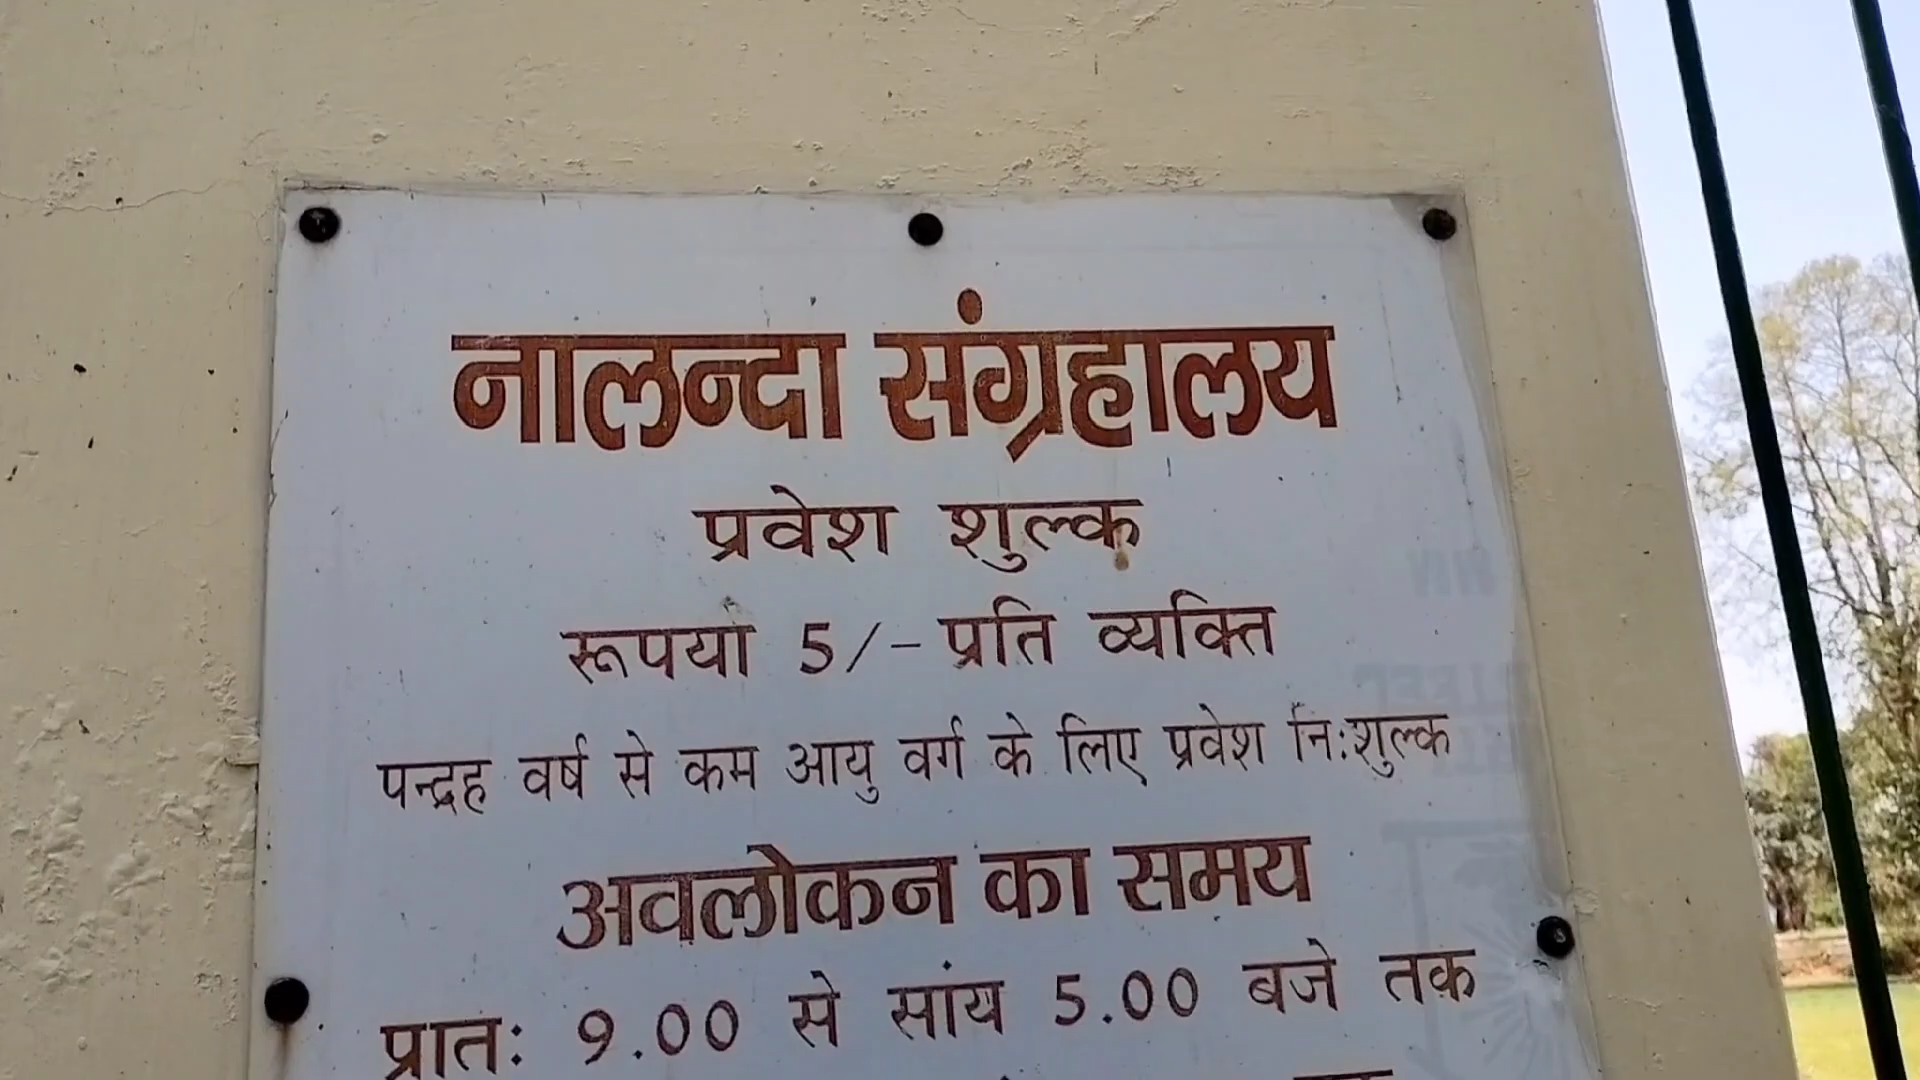 नालन्दा संग्रहालय
प्रवेश शुल्क
रूपयो 5/- प्रति व्यक्ति
पन्द्रह वर्ष से कम आयु वर्ग के लिए प्रवेश नि:शुल्क
अवलोकन का समय
प्रातः 9.00 से सांय 5.00 बजे तक